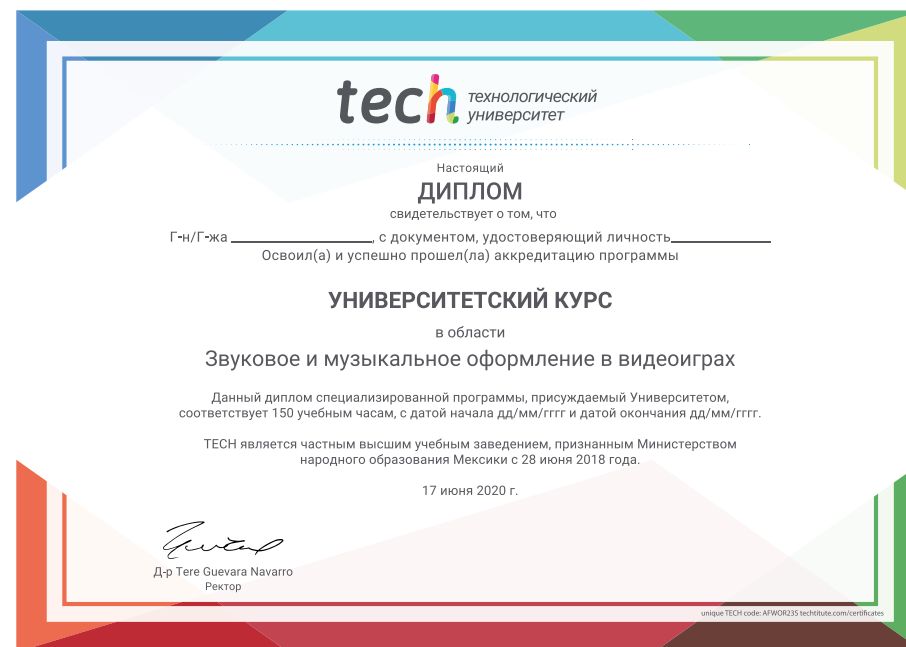 tech технологический
университет
Настоящий
ДИПЛОМ
свидетельствует о том, что
Г-н/Г-жа ____________, с документом, удостоверяющий личность____________
Освоил(а) и успешно прошел(ла) аккредитацию программы
УНИВЕРСИТЕТСКИЙ КУРС
в области
Звуковое и музыкальное оформление в видеоиграх
Данный диплом специализированной программы, присуждаемый Университетом,
соответствует 150 учебным часам, с датой начала дд/мм/гггг и датой окончания дд/мм/гггг.
TECH является частным высшим учебным заведением, признанным Министерством
народного образования Мексики с 28 июня 2018 года.
17 июня 2020 г.
Д-р Tere Guevara Navarro
Ректор
unique TECH code: AFWOR23S techtitute.com/certificates